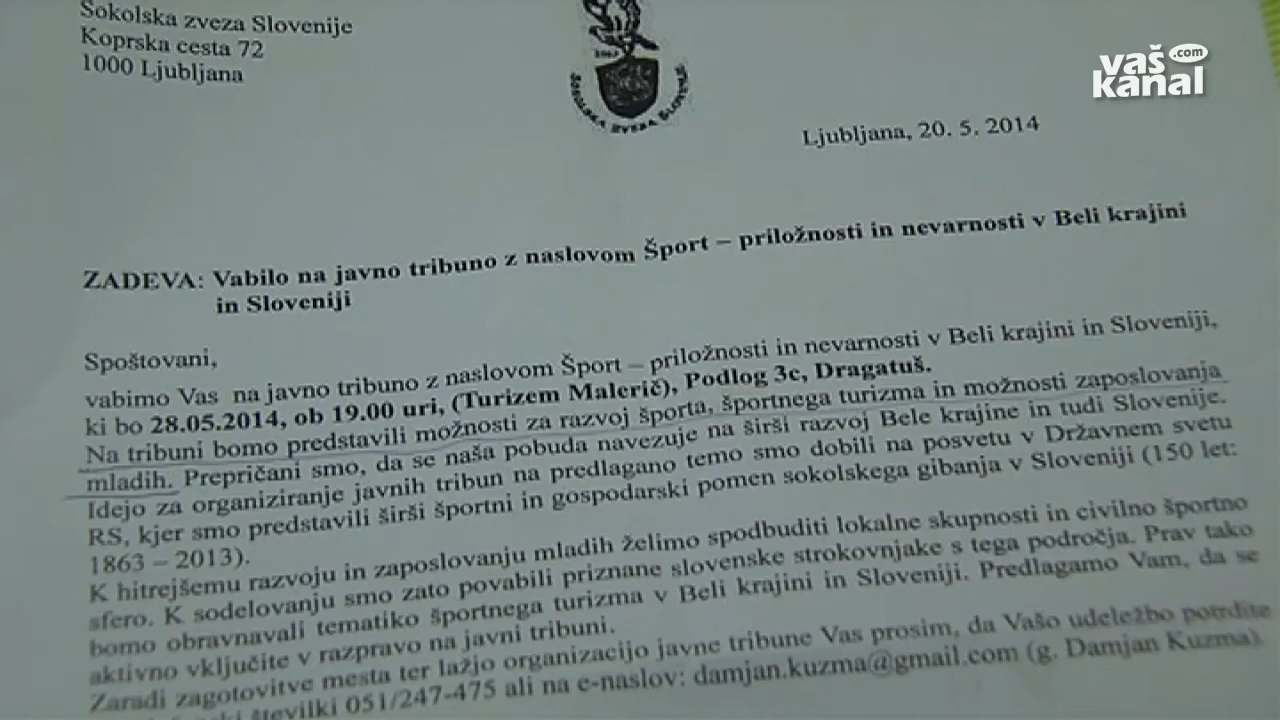 Sokolska zveza Slovenije
Koprska cesta 72
1000 Ljubljana
SOKOLSKA ZVEZA SLOVENIJE
vaš .com
kanal
Ljubljana, 20. 5. 2014
ZADEVA: Vabilo na javno tribuno z naslovom Šport – priložnosti in nevarnosti v Beli krajini
in Sloveniji
Spoštovani,
vabimo Vas na javno tribuno z naslovom Šport – priložnosti in nevarnosti v Beli krajini in Sloveniji,
ki bo 28.05.2014, ob 19.00 uri, (Turizem Malerič), Podlog 3c, Dragatuš.
Na tribuni bomo predstavili možnosti za razvoj športa, športnega turizma in možnosti zaposlovanja
mladih. Prepričani smo, da se naša pobuda navezuje na širši razvoj Bele krajine in tudi Slovenije.
Idejo za organiziranje javnih tribun na predlagano temo smo dobili na posvetu v Državnem svetu
RS, kjer smo predstavili širši športni in gospodarski pomen sokolskega gibanja v Sloveniji (150 let:
1863 – 2013).
K hitrejšemu razvoju in zaposlovanju mladih želimo spodbuditi lokalne skupnosti in civilno športno
sfero. K sodelovanju smo zato povabili priznane slovenske strokovnjake s tega področja. Prav tako
bomo obravnavali tematiko športnega turizma v Beli krajini in Sloveniji. Predlagamo Vam, da se
aktivno vključite v razpravo na javni tribuni.
Zaradi zagotovitve mesta ter lažjo organizacijo javne tribune Vas prosim, da Vašo udeležbo potrdite
številki 051/247-475 ali na e-naslov: damjan.kuzma@gmail.com (g. Damjan Kuzma).